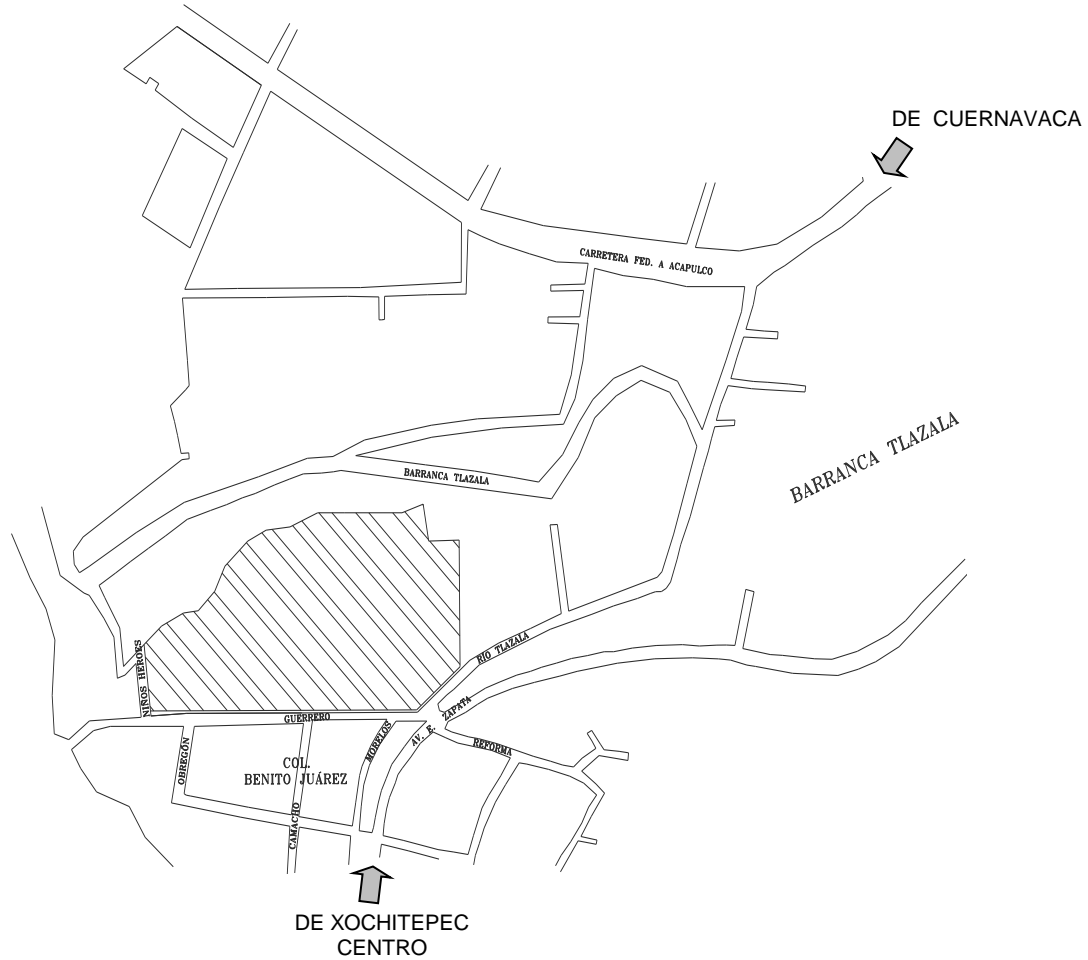 DE CUERNAVACA
CARRETERA FED. A ACAPULCO
BARRANCA TLAZALA
BARRANCA TLAZALA
NIÑOS HEROES
RÍO TLAZALA
GUERRERO
AV. E. ZAPATA
MORELOS
REFORMA
OBREGÓN
COL.
BENITO JUÁREZ
CAMACHO
DE XOCHITEPEC
CENTRO